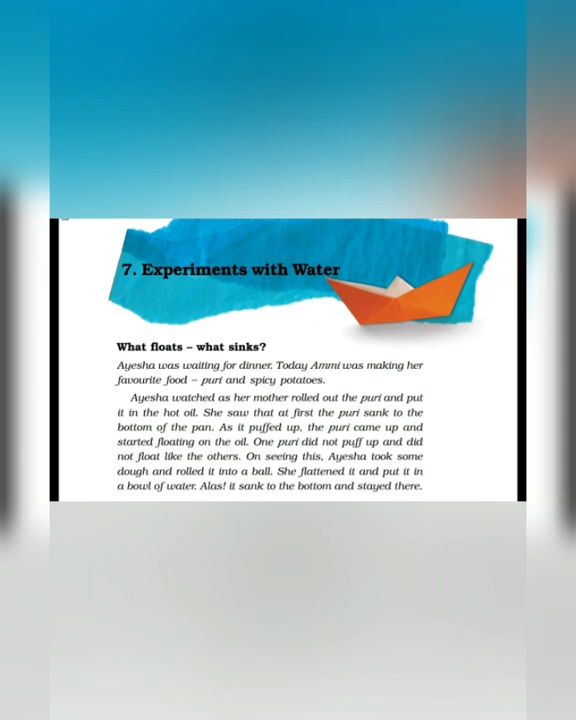 7. Experiments with Water
What floats – what sinks?
Ayesha was waiting for dinner. Today Ammi was making her
favourite food – puri and spicy potatoes.
Ayesha watched as her mother rolled out the puri and put
it in the hot oil. She saw that at first the puri sank to the
bottom of the pan. As it puffed up, the puri came up and
started floating on the oil. One puri did not puff up and did
not float like the others. On seeing this, Ayesha took some
dough and rolled it into a ball. She flattened it and put it in
a bowl of water. Alas! it sank to the bottom and stayed there.